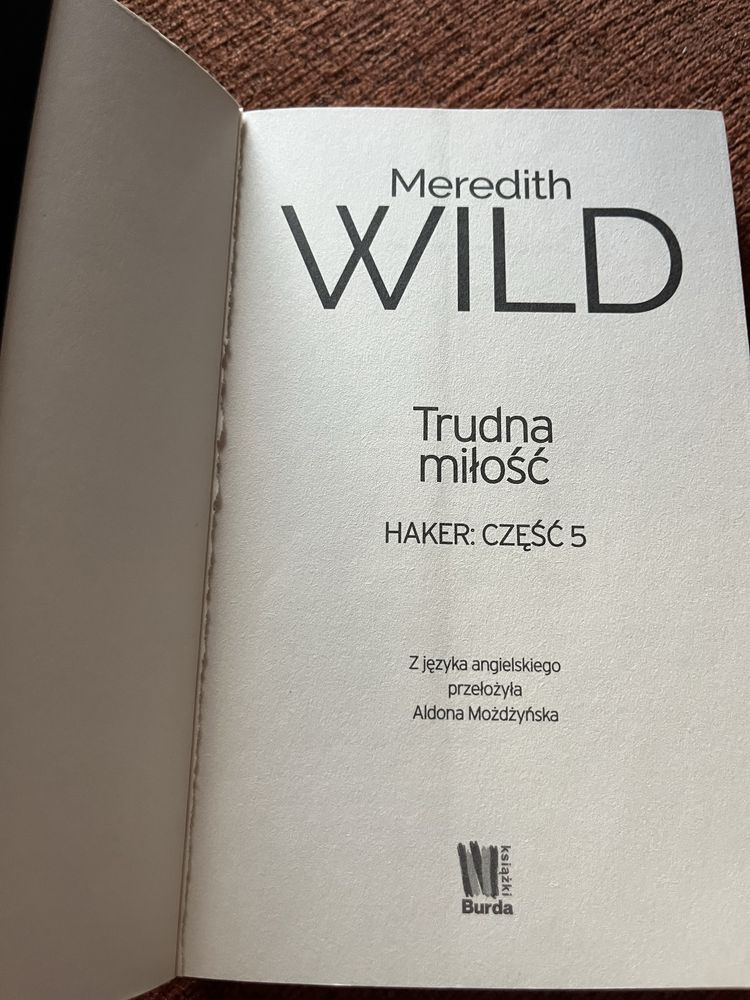 Meredith
WILD
Trudna
miłość
HAKER: CZĘŚĆ 5
Z języka angielskiego
przełożyła
Aldona Możdżyńska
książki
Burda